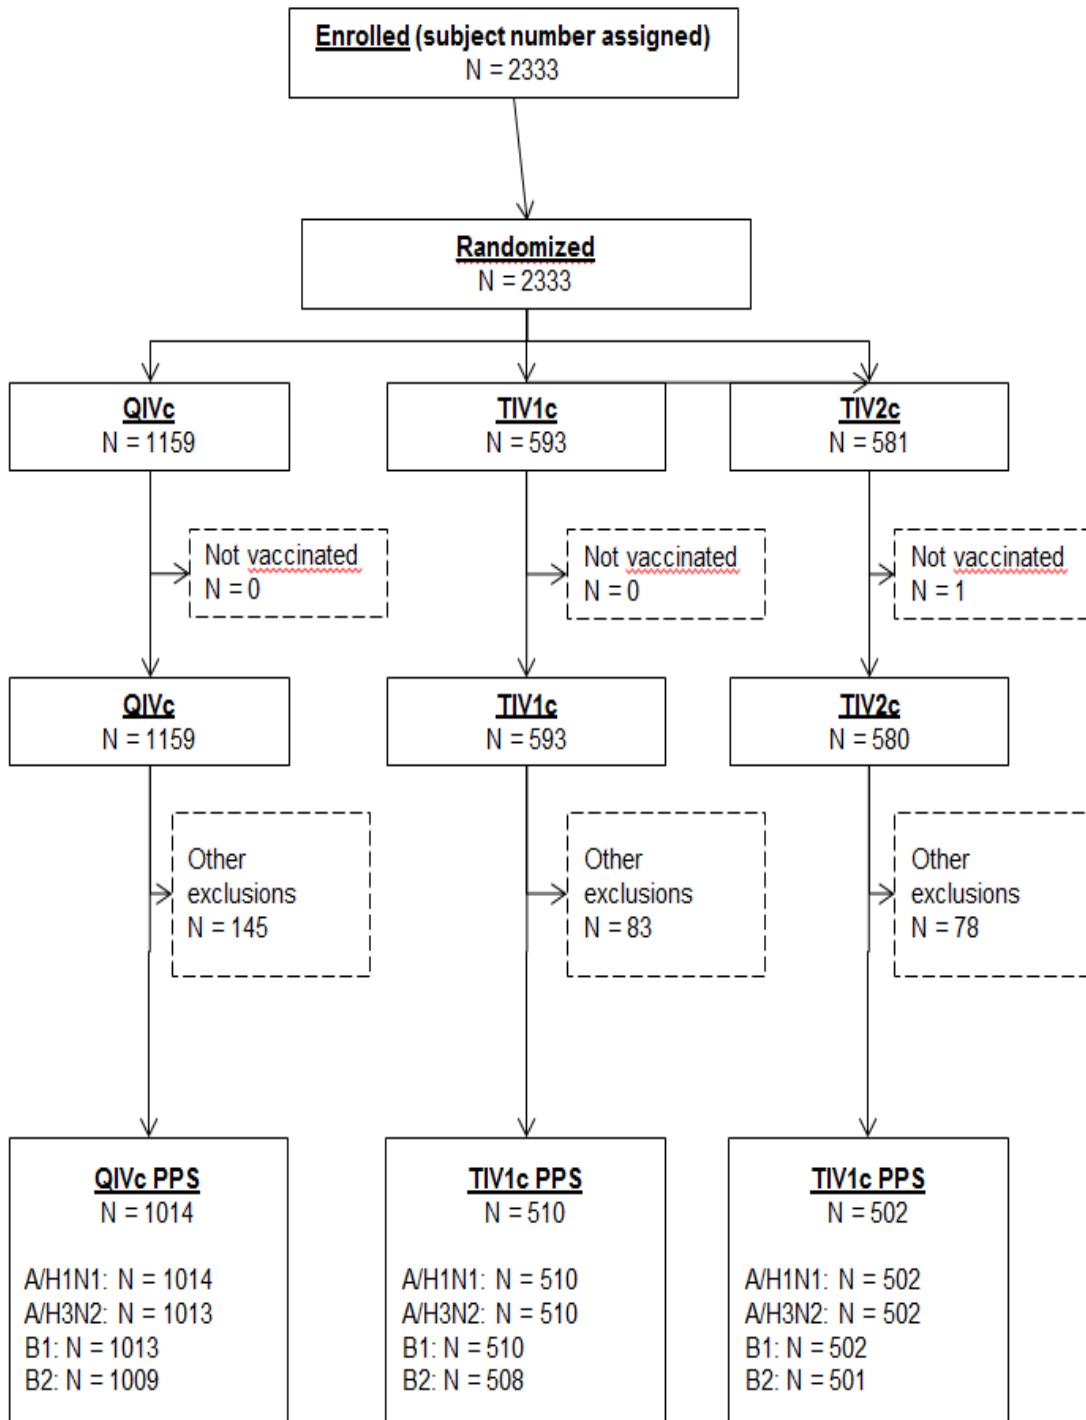 Enrolled (subject number assigned)
N = 2333
Randomized
N = 2333
QIVc
N = 1159
TIV1c
N = 593
TIV2c
N = 581
Not vaccinated
N = 0
Not vaccinated
N = 0
Not vaccinated
N = 1
QIVc
N = 1159
TIV1c
N = 593
TIV2c
N = 580
Other
exclusions
N = 145
Other
exclusions
N = 83
Other
exclusions
N = 78
QIVc PPS
N = 1014
A/H1N1: N = 1014
A/H3N2: N = 1013
B1: N = 1013
B2: N = 1009
TIV1c PPS
N = 510
A/H1N1: N = 510
A/H3N2: N = 510
B1: N = 510
B2: N = 508
TIV1c PPS
N = 502
A/H1N1: N = 502
A/H3N2: N = 502
B1: N = 502
B2: N = 501